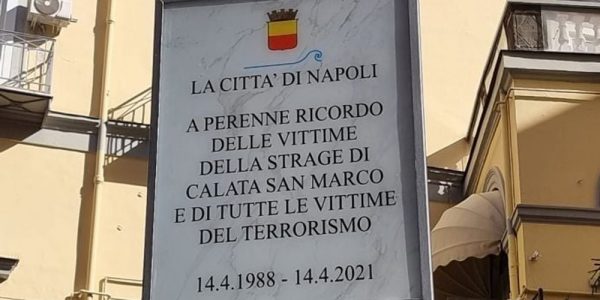 LA CITTA' DI NAPOLI
A PERENNE RICORDO
DELLE VITTIME
DELLA STRAGE DI
CALATA SAN MARCO
E DI TUTTE LE VITTIME
DEL TERRORISMO
14.4.1988 - 14.4.2021